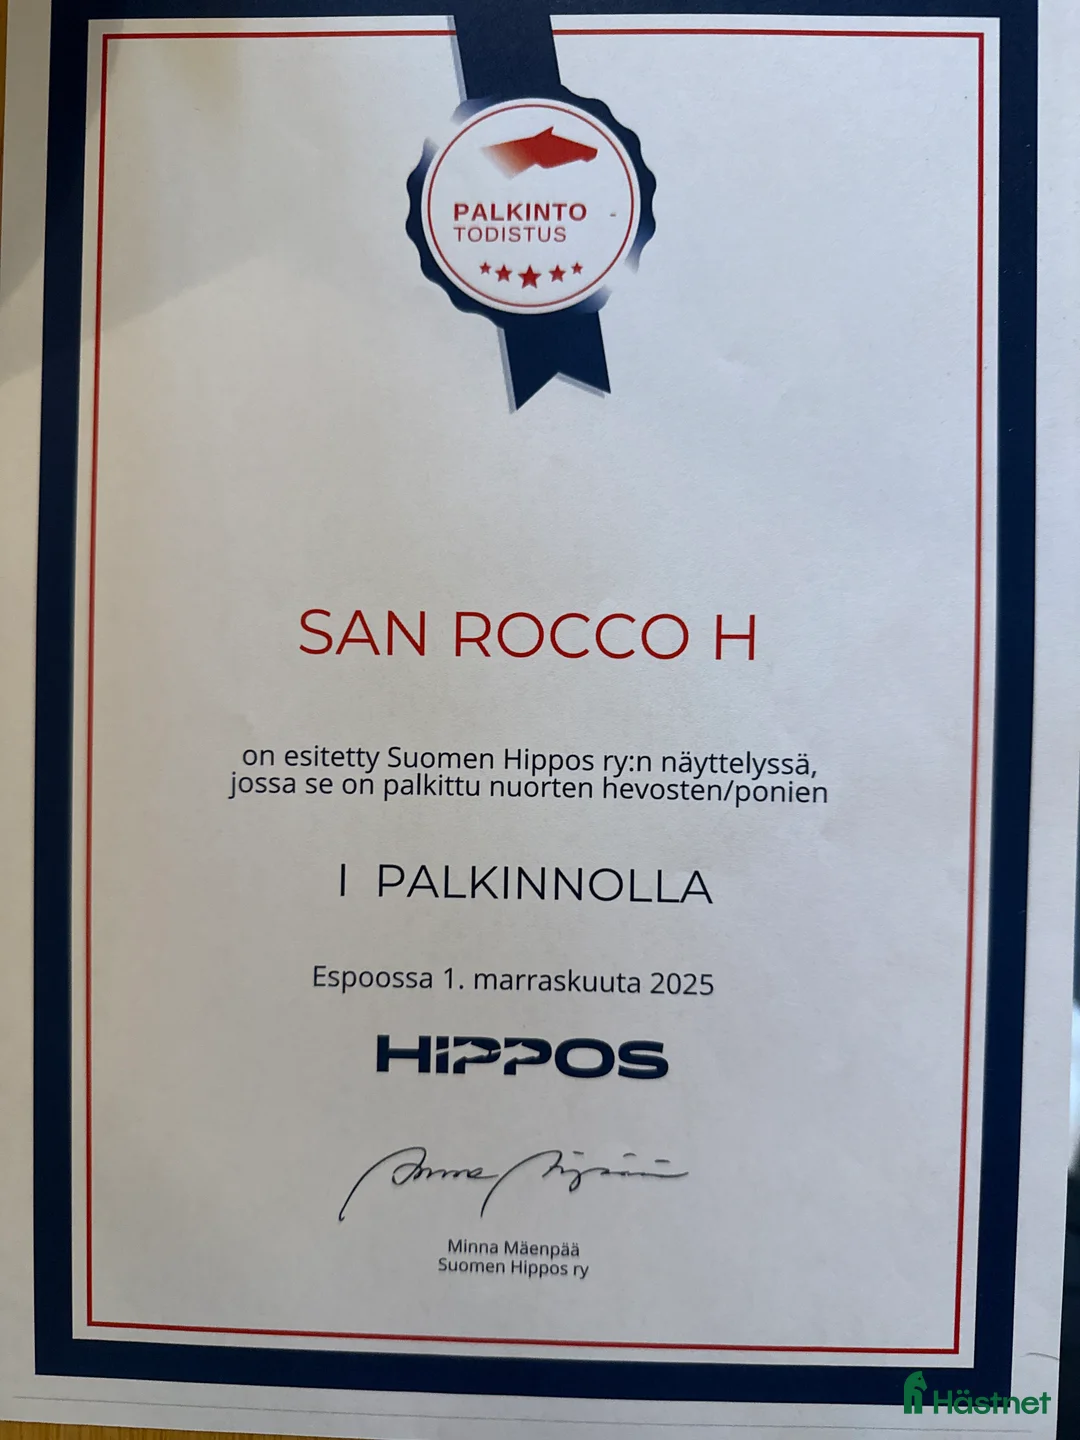 PALKINTO
TODISTUS
SAN ROCCO H
on esitetty Suomen Hippos ry:n näyttelyssä,
jossa se on palkittu nuorten hevosten/ponien
I PALKINNOLLA
Espoossa 1. marraskuuta 2025
HIPPOS
Minna Mäenpää
Suomen Hippos ry
Hästnet